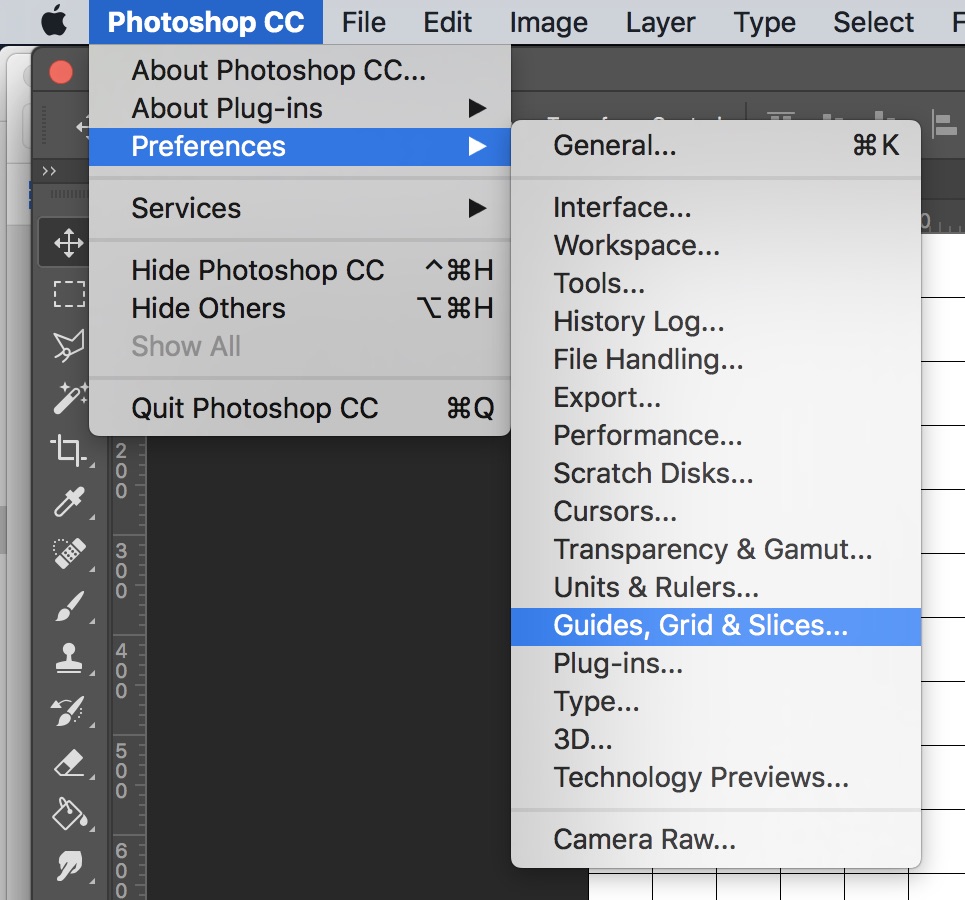 Photoshop CC File Edit Image Layer Type Select F
About Photoshop CC...
About Plug-ins ▶
Preferences ▶
Services ▶
Hide Photoshop CC ^⌘H
Hide Others ⌥⌘H
Show All
Quit Photoshop CC ⌘Q
General... ⌘K
Interface...
Workspace...
Tools...
History Log...
File Handling...
Export...
Performance...
Scratch Disks...
Cursors...
Transparency & Gamut...
Units & Rulers...
Guides, Grid & Slices...
Plug-ins...
Type...
3D...
Technology Previews...
Camera Raw...
200
300
400
500
600
0